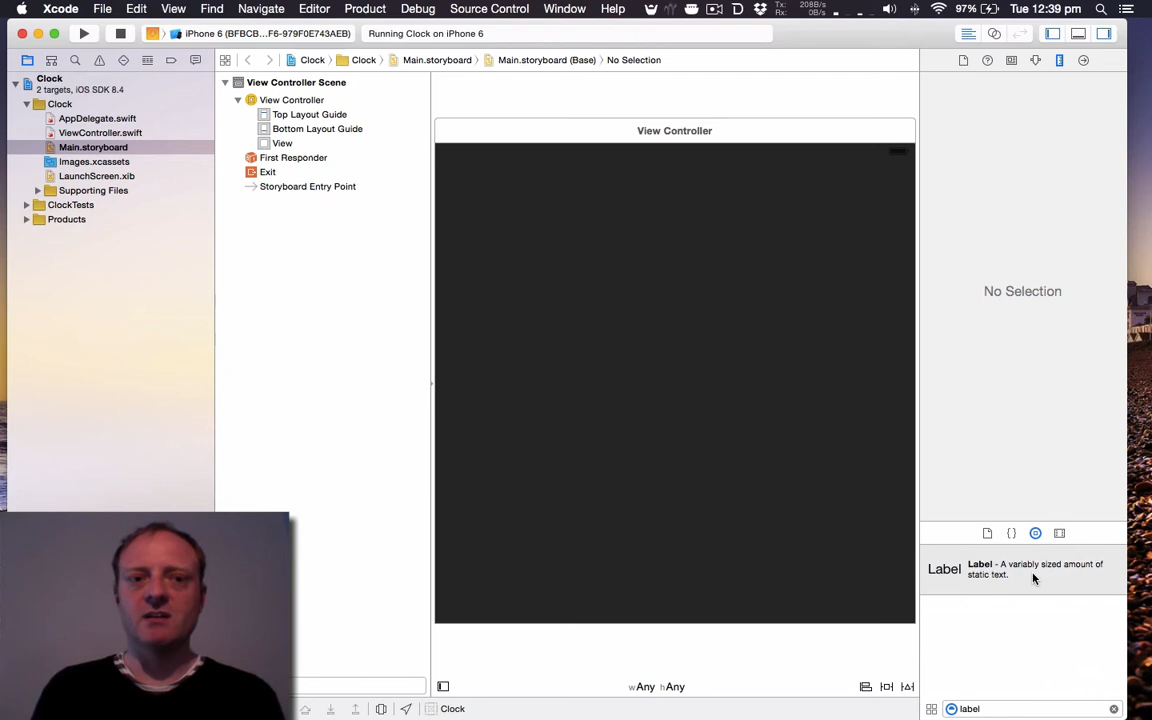 Xcode File Edit View Find Navigate Editor Product Debug Source Control Window Help Tx: 208B/s Rx: 0B/s 97% Tue 12:39 pm
iPhone 6 (BFBCB...F6-979F0E743AEB) Running Clock on iPhone 6
Clock
2 targets, iOS SDK 8.4
Clock
AppDelegate.swift
ViewController.swift
Main.storyboard
Images.xcassets
LaunchScreen.xib
Supporting Files
ClockTests
Products
Clock Clock Main.storyboard Main.storyboard (Base) No Selection
View Controller Scene
View Controller
Top Layout Guide
Bottom Layout Guide
View
First Responder
Exit
Storyboard Entry Point
View Controller
wAny hAny
Clock
No Selection
Label
Label - A variably sized amount of
static text.
label